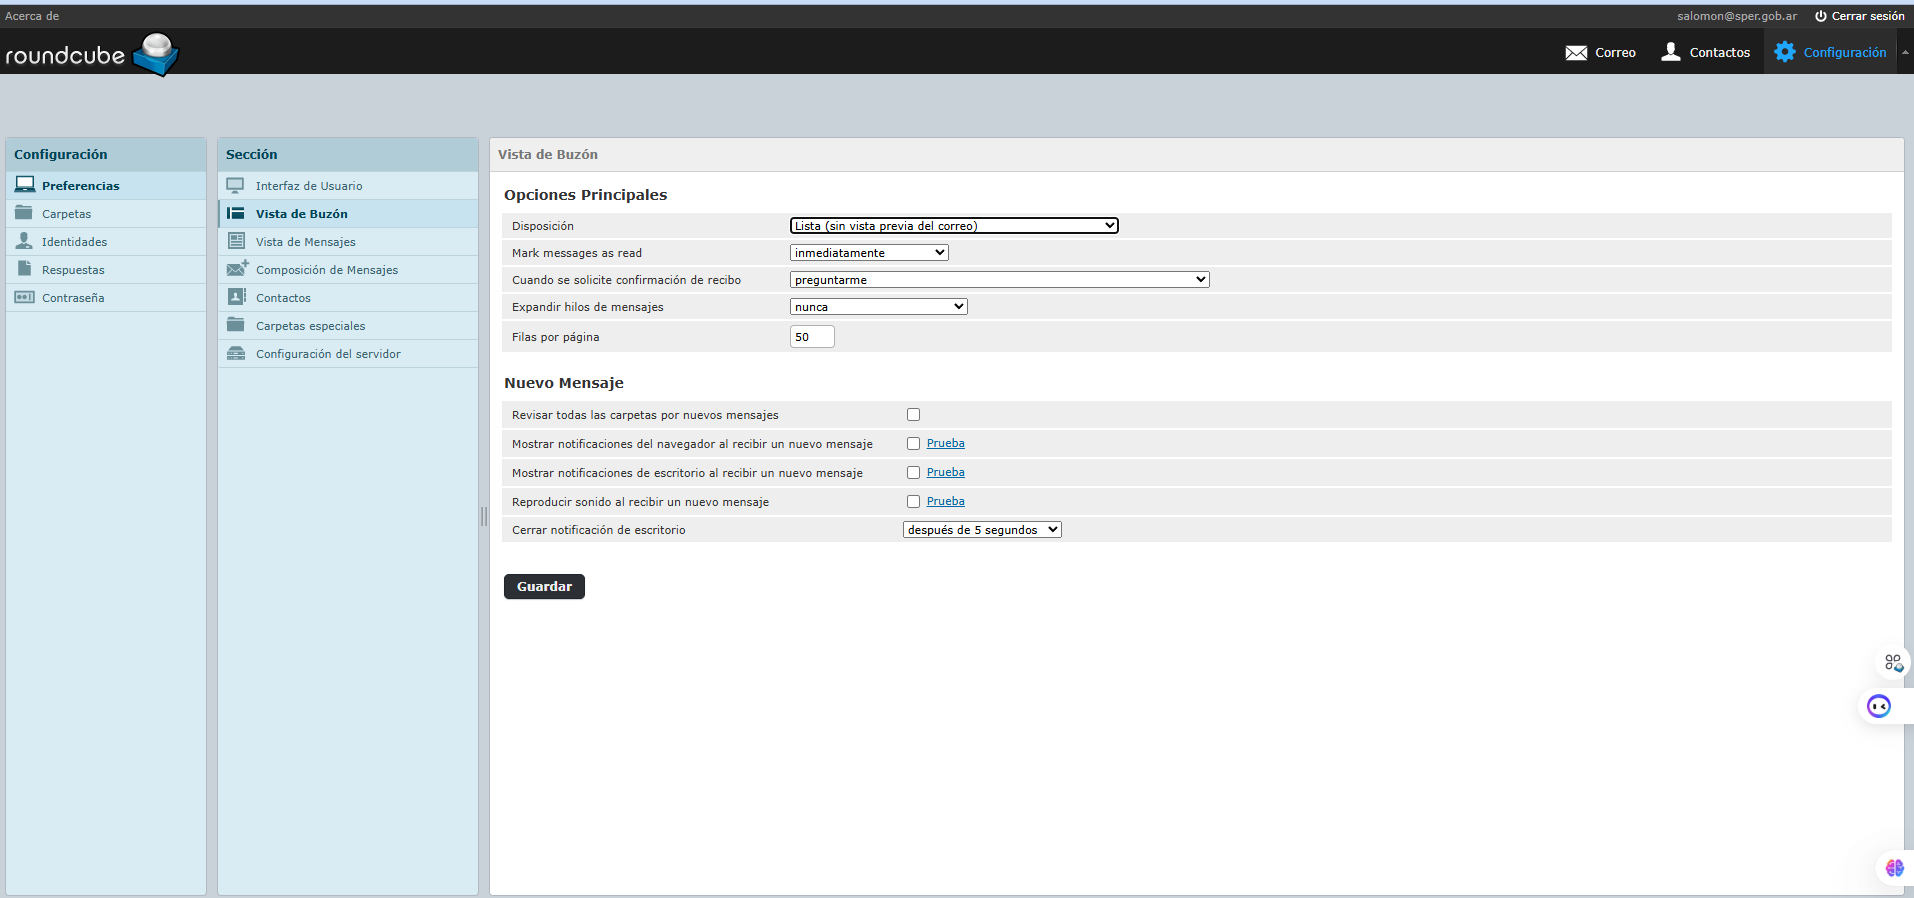 Acerca de
salomon@sper.gob.ar Cerrar sesión
roundcube
Correo Contactos Configuración
Configuración
Preferencias
Carpetas
Identidades
Respuestas
Contraseña
Sección
Interfaz de Usuario
Vista de Buzón
Vista de Mensajes
Composición de Mensajes
Contactos
Carpetas especiales
Configuración del servidor
Vista de Buzón
Opciones Principales
Disposición Lista (sin vista previa del correo)
Mark messages as read inmediatamente
Cuando se solicite confirmación de recibo preguntarme
Expandir hilos de mensajes nunca
Filas por página 50
Nuevo Mensaje
Revisar todas las carpetas por nuevos mensajes
Mostrar notificaciones del navegador al recibir un nuevo mensaje Prueba
Mostrar notificaciones de escritorio al recibir un nuevo mensaje Prueba
Reproducir sonido al recibir un nuevo mensaje Prueba
Cerrar notificación de escritorio después de 5 segundos
Guardar